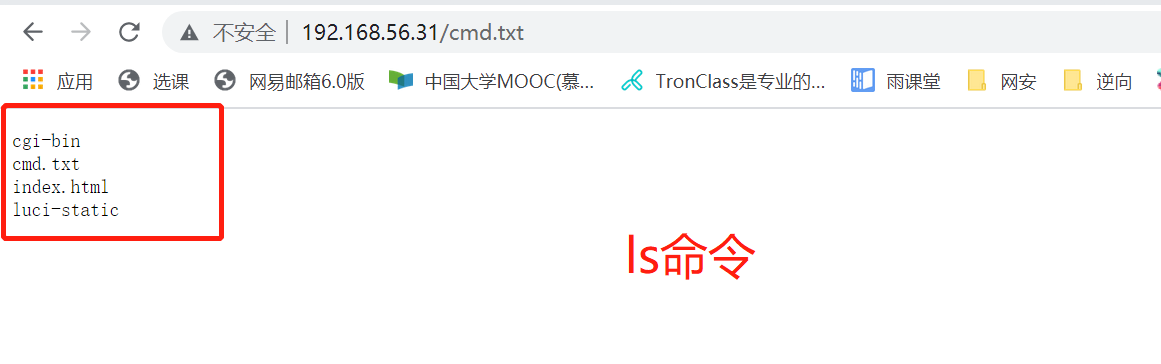 不安全 192.168.56.31/cmd.txt
应用 选课 网易邮箱6.0版 中国大学MOOC(慕... TronClass是专业的... 雨课堂 网安 逆向
cgi-bin
cmd.txt
index.html
luci-static
ls命令